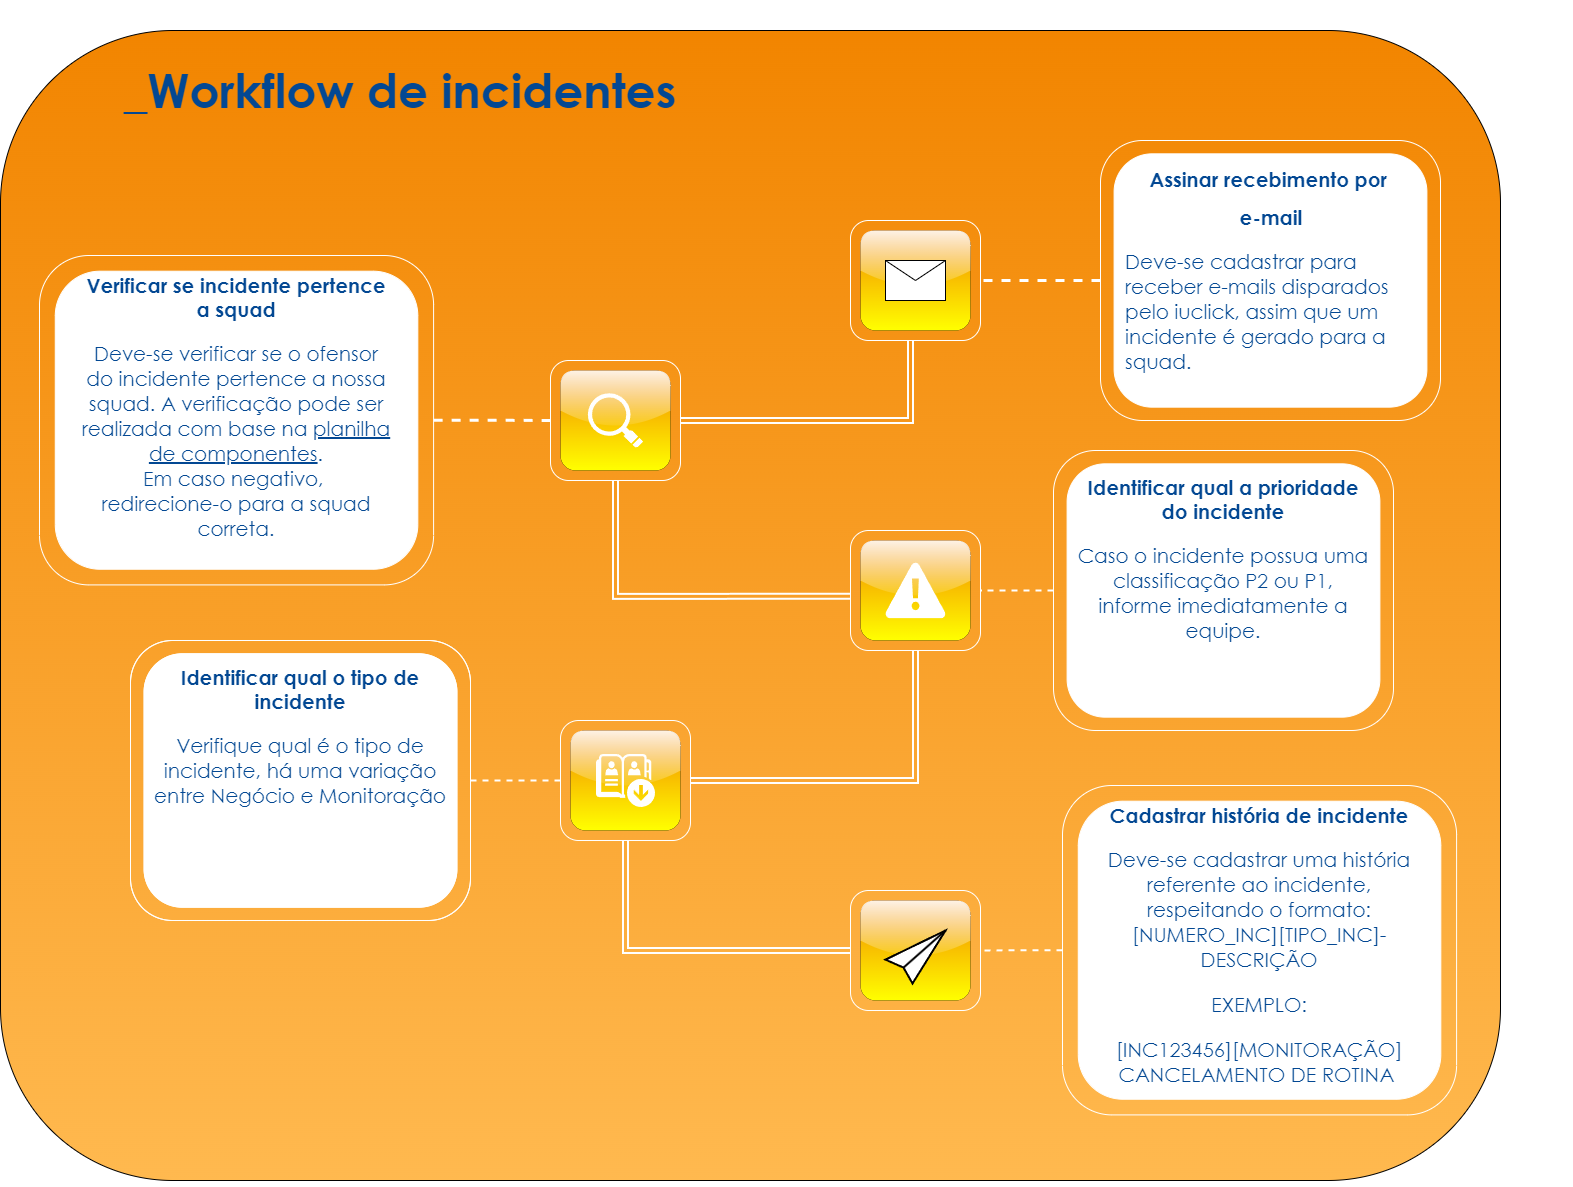 _Workflow de incidentes
Assinar recebimento por
e-mail
Deve-se cadastrar para
receber e-mails disparados
pelo iuclick, assim que um
incidente é gerado para a
squad.
Verificar se incidente pertence
a squad
Deve-se verificar se o ofensor
do incidente pertence a nossa
squad. A verificação pode ser
realizada com base na planilha
de componentes.
Em caso negativo,
redirecione-o para a squad
correta.
Identificar qual a prioridade
do incidente
Caso o incidente possua uma
classificação P2 ou P1,
informe imediatamente a
equipe.
Identificar qual o tipo de
incidente
Verifique qual é o tipo de
incidente, há uma variação
entre Negócio e Monitoração
Cadastrar história de incidente
Deve-se cadastrar uma história
referente ao incidente,
respeitando o formato:
[NUMERO_INC][TIPO_INC]-
DESCRIÇÃO
EXEMPLO:
[INC123456][MONITORAÇÃO]
CANCELAMENTO DE ROTINA